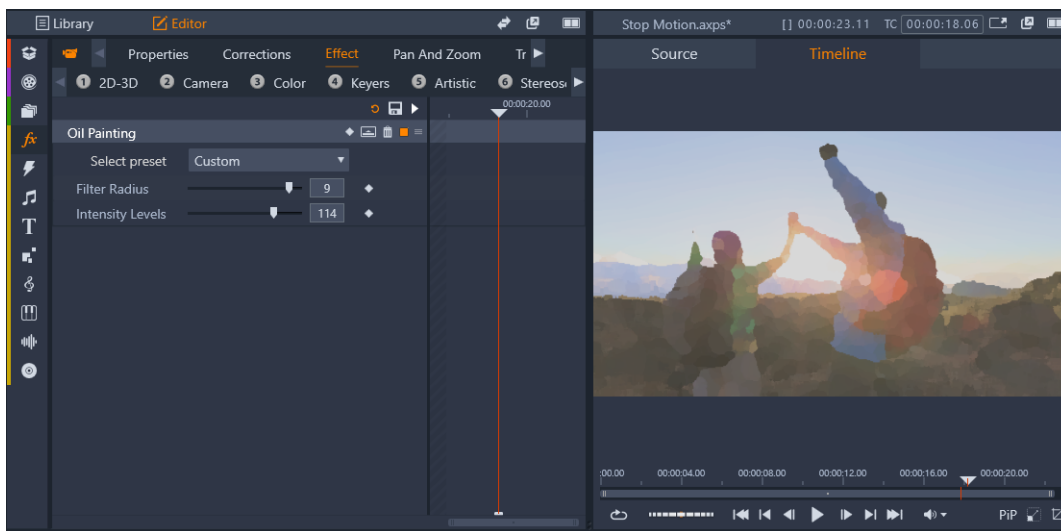 Library Editor Stop Motion.axps* [ ] 00:00:23.11 TC 00:00:18.06
Properties Corrections Effect Pan And Zoom Tr Source Timeline
1 2D-3D 2 Camera 3 Color 4 Keyers 5 Artistic 6 Stereos
00:00:20.00
Oil Painting
fx
Select preset Custom
Filter Radius 9
Intensity Levels 114
T
:00.00 00:00:04.00 00:00:08.00 00:00:12.00 00:00:16.00 00:00:20.00
PiP